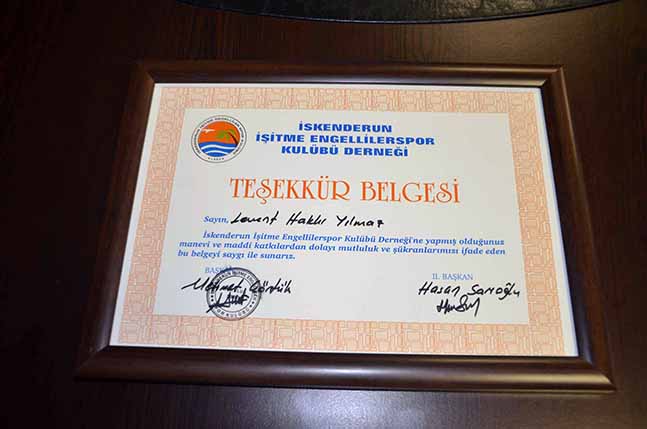 İSKENDERUN
İŞİTME ENGELLİLERSPOR
KULÜBÜ DERNEĞİ
TEŞEKKÜR BELGESİ
Sayın, Levent Hakkı Yılmaz
İskenderun İşitme Engellilerspor Kulübü Derneği'ne yapmış olduğunuz
manevi ve maddi katkılardan dolayı mutluluk ve şükranlarımızı ifade eden
bu belgeyi saygı ile sunarız.
BAŞKAN II. BAŞKAN
Mehmet Hasan Sarıoğlu